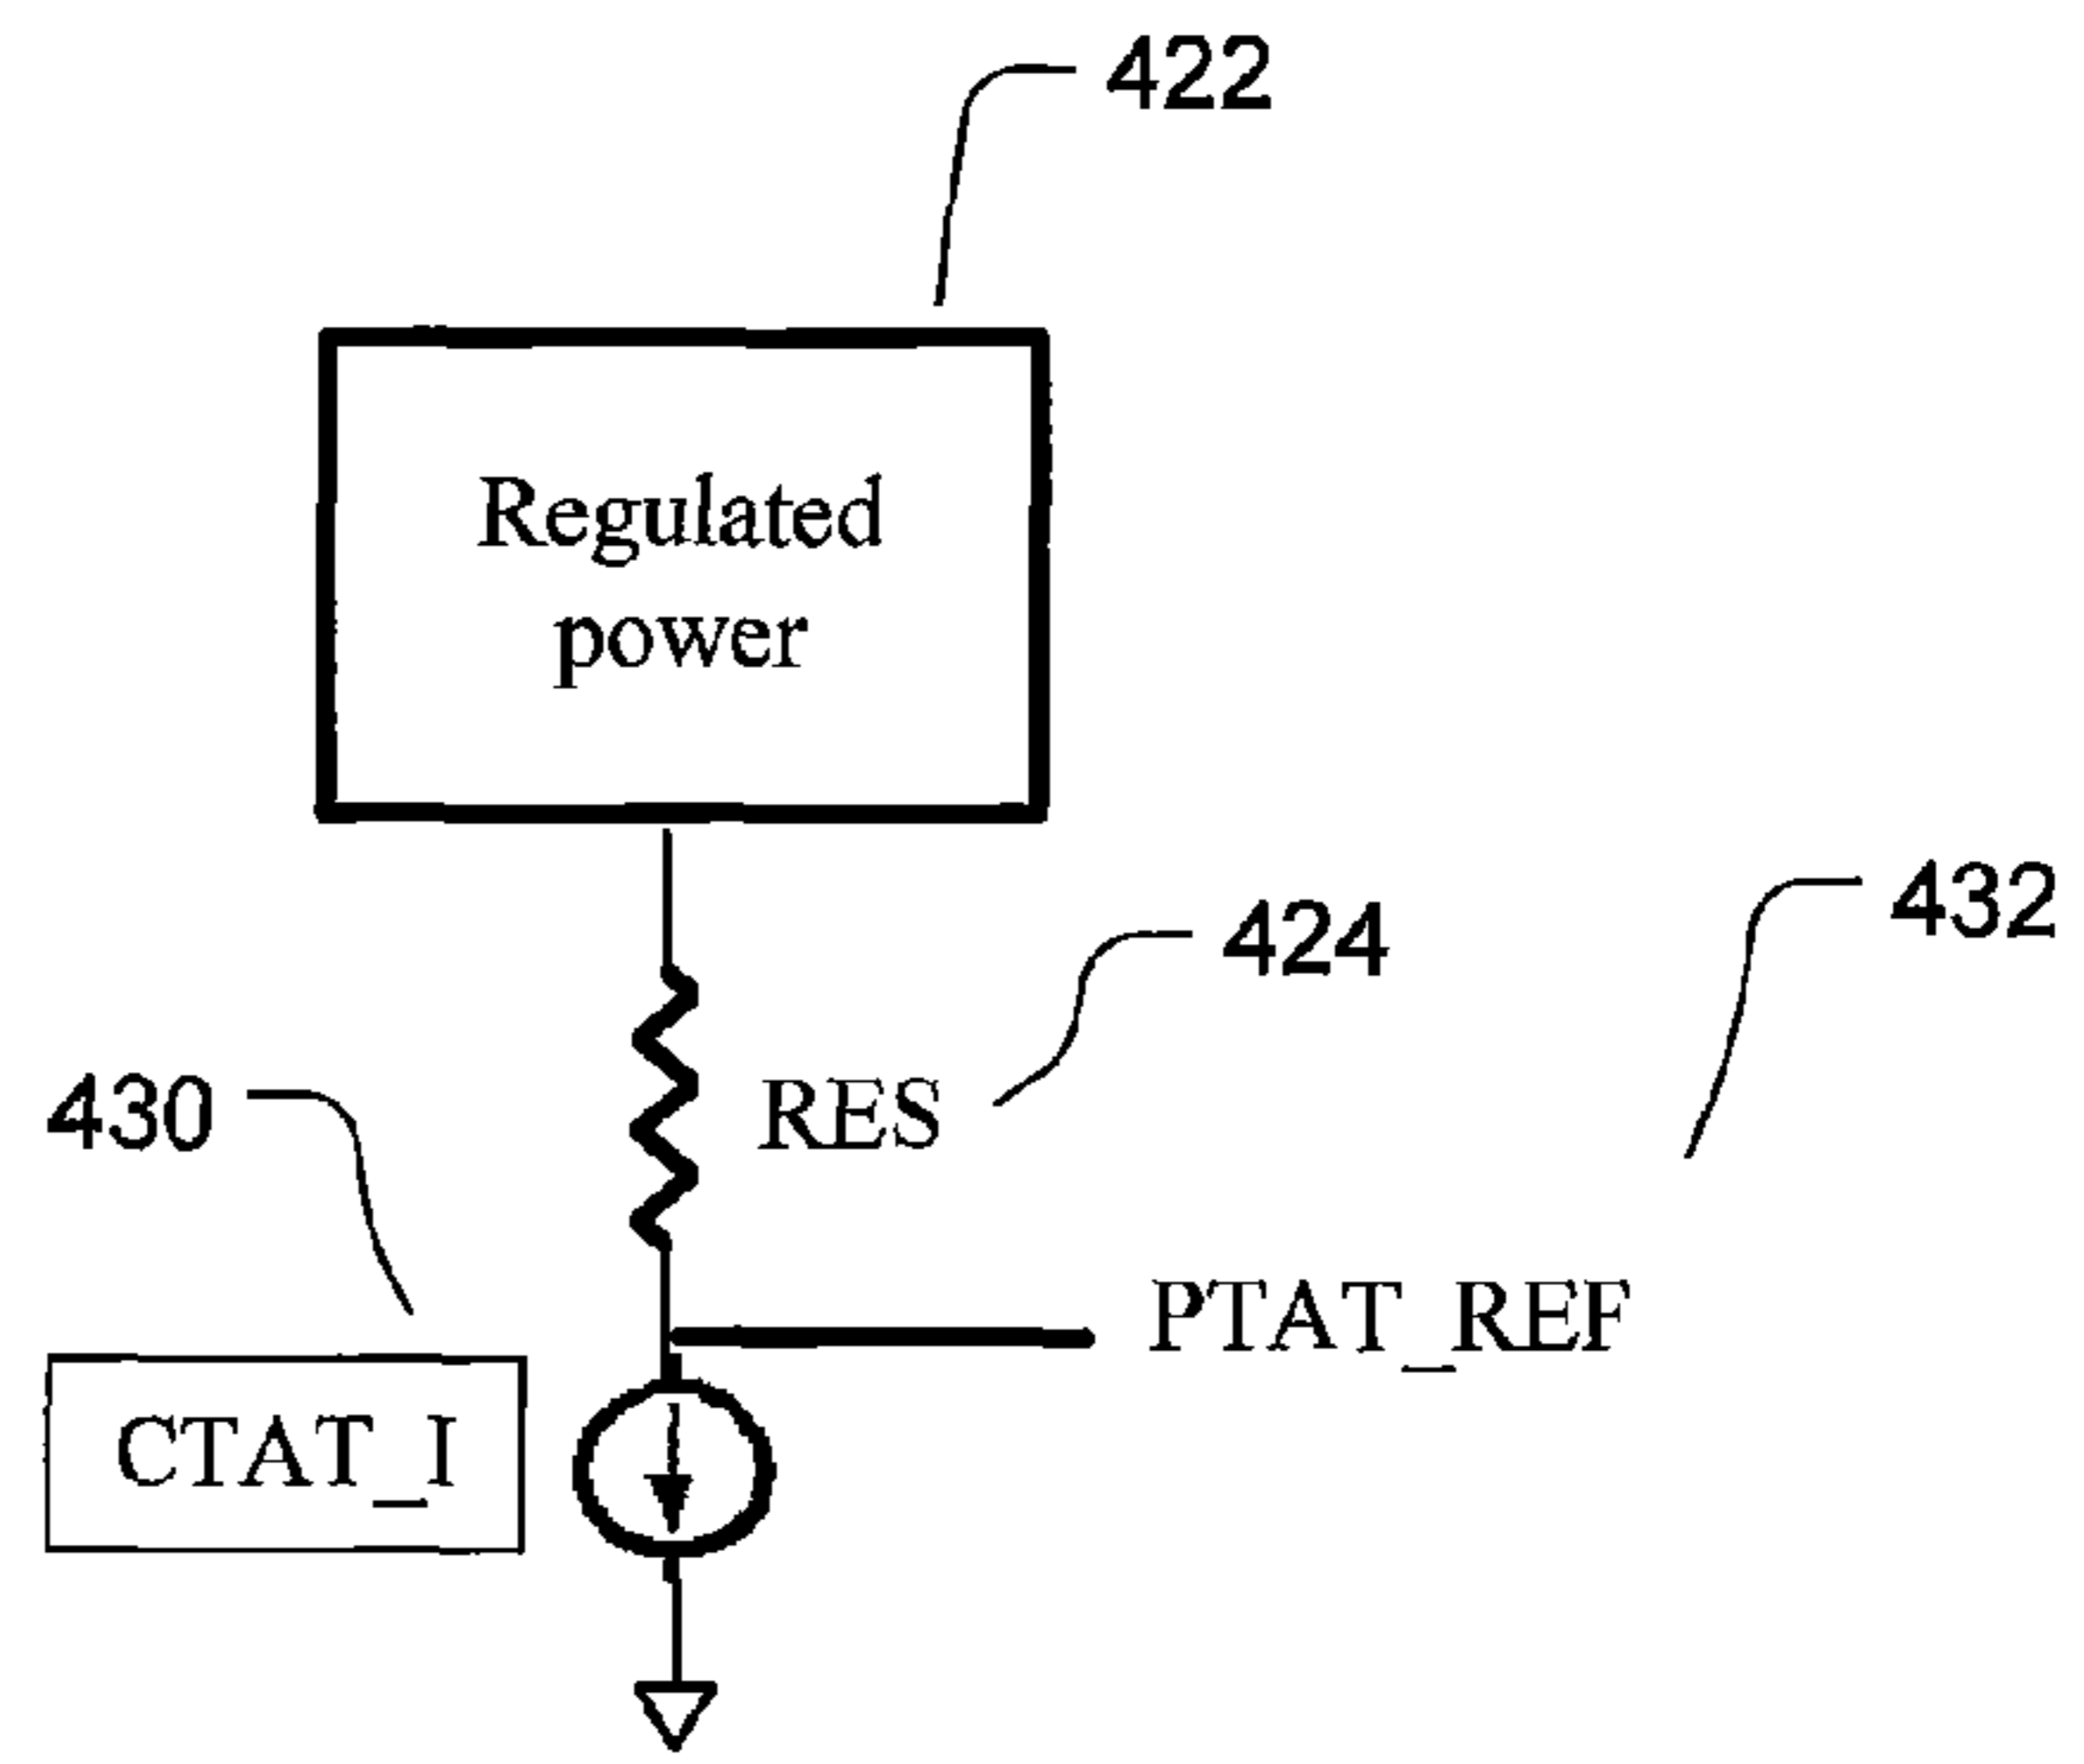 422
Regulated
power
432
424
430
RES
PTAT_REF
CTAT_I